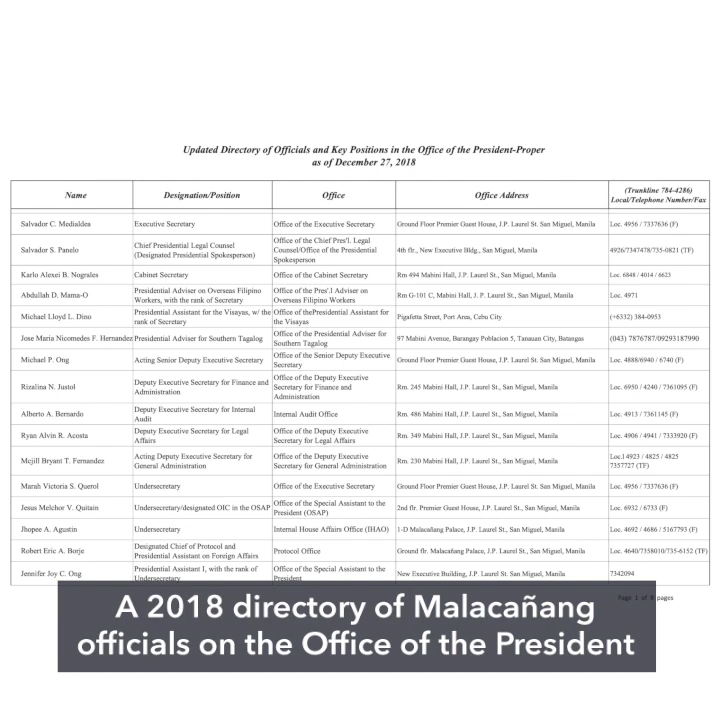 Updated Directory of Officials and Key Positions in the Office of the President-Proper
as of December 27, 2018
Name Designation/Position Office Office Address (Trunkline 784-4286) Local/Telephone Number/Fax
Salvador C. Medialdea Executive Secretary Office of the Executive Secretary Ground Floor Premier Guest House, J.P. Laurel St. San Miguel, Manila Loc. 4956 / 7337636 (F)
Salvador S. Panelo Chief Presidential Legal Counsel (Designated Presidential Spokesperson) Office of the Chief Pres'l. Legal Counsel/Office of the Presidential Spokesperson 4th flr., New Executive Bldg., San Miguel, Manila 4926/7347478/735-0821 (TF)
Karlo Alexei B. Nograles Cabinet Secretary Office of the Cabinet Secretary Rm 494 Mabini Hall, J.P. Laurel St., San Miguel, Manila Loc. 6848 / 4014 / 6623
Abdullah D. Mama-O Presidential Adviser on Overseas Filipino Workers, with the rank of Secretary Office of the Pres'.l Adviser on Overseas Filipino Workers Rm G-101 C, Mabini Hall, J. P. Laurel St., San Miguel, Manila Loc. 4971
Michael Lloyd L. Dino Presidential Assistant for the Visayas, w/ the rank of Secretary Office of thePresidential Assistant for the Visayas Pigafetta Street, Port Area, Cebu City (+6332) 384-0953
Jose Maria Nicomedes F. Hernandez Presidential Adviser for Southern Tagalog Office of the Presidential Adviser for Southern Tagalog 97 Mabini Avenue, Barangay Poblacion 5, Tanauan City, Batangas (043) 7876787/09293187990
Michael P. Ong Acting Senior Deputy Executive Secretary Office of the Senior Deputy Executive Secretary Ground Floor Premier Guest House, J.P. Laurel St., San Miguel, Manila Loc. 4888/6940 / 6740 (F)
Rizalina N. Justol Deputy Executive Secretary for Finance and Administration Office of the Deputy Executive Secretary for Finance and Administration Rm. 245 Mabini Hall, J.P. Laurel St., San Miguel, Manila Loc. 6950 / 4240 / 7361095 (F)
Alberto A. Bernardo Deputy Executive Secretary for Internal Audit Internal Audit Office Rm. 486 Mabini Hall, J.P. Laurel St., San Miguel, Manila Loc. 4913 / 7361145 (F)
Ryan Alvin R. Acosta Deputy Executive Secretary for Legal Affairs Office of the Deputy Executive Secretary for Legal Affairs Rm. 349 Mabini Hall, J.P. Laurel St., San Miguel, Manila Loc. 4906 / 4941 / 7333920 (F)
Mcjill Bryant T. Fernandez Acting Deputy Executive Secretary for General Administration Office of the Deputy Executive Secretary for General Administration Rm. 230 Mabini Hall, J.P. Laurel St., San Miguel, Manila Loc.l 4923 / 4825 / 4825 7357727 (TF)
Marah Victoria S. Querol Undersecretary Office of the Executive Secretary Ground Floor Premier Guest House, J.P. Laurel St. San Miguel, Manila Loc. 4956 / 7337636 (F)
Jesus Melchor V. Quitain Undersecretary/designated OIC in the OSAP Office of the Special Assistant to the President (OSAP) 2nd flr. Premier Guest House, J.P. Laurel St., San Miguel, Manila Loc. 6932 / 6733 (F)
Jhopee A. Agustin Undersecretary Internal House Affairs Office (IHAO) 1-D Malacañang Palace, J.P. Laurel St., San Miguel, Manila Loc. 4692 / 4686 / 5167793 (F)
Robert Eric A. Borje Designated Chief of Protocol and Presidential Assistant on Foreign Affairs Protocol Office Ground flr. Malacañang Palace, J.P. Laurel St., San Miguel, Manila Loc. 4640/7358010/735-6152 (TF)
Jennifer Joy C. Ong Presidential Assistant I, with the rank of Undersecretary Office of the Special Assistant to the President New Executive Building, J.P. Laurel St. San Miguel, Manila 7342094
Page 1 of 8 pages
A 2018 directory of Malacañang
officials on the Office of the President